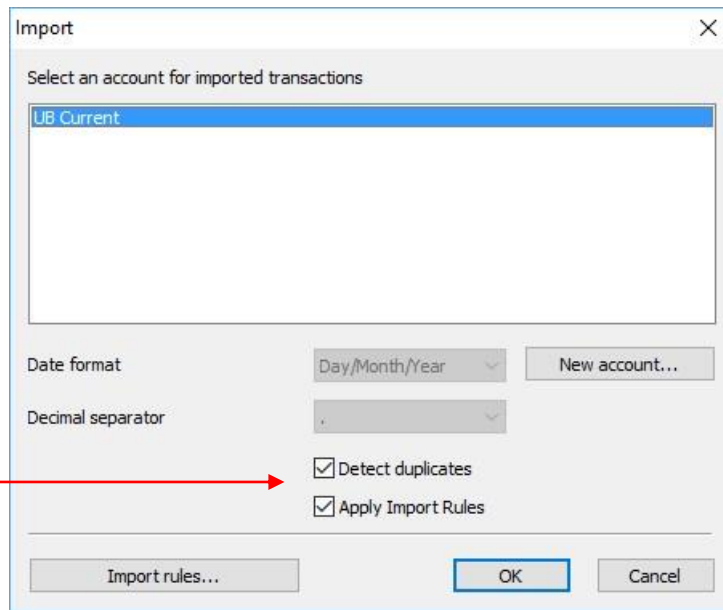 Import
Select an account for imported transactions
UB Current
Date format
Day/Month/Year
New account...
Decimal separator
.
Detect duplicates
Apply Import Rules
Import rules...
OK
Cancel